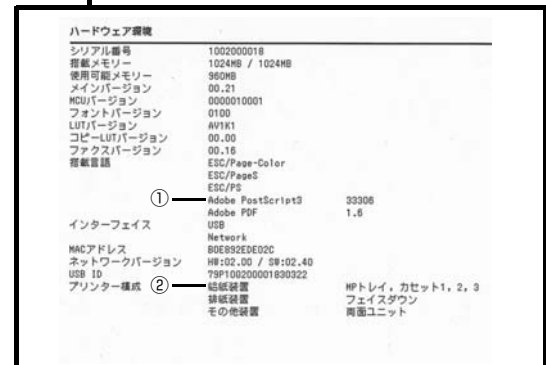 ハードウェア環境
シリアル番号 1002000018
搭載メモリー 1024MB / 1024MB
使用可能メモリー 960MB
メインバージョン 00.21
MCUバージョン 0000010001
フォントバージョン 0100
LUTバージョン AV1K1
コピーLUTバージョン 00.00
ファクスバージョン 00.16
搭載言語 ESC/Page-Color
ESC/PageS
ESC/PS
① Adobe PostScript3 33306
Adobe PDF 1.6
インターフェイス USB
Network
MACアドレス BDE892EDE02C
ネットワークバージョン HW:02.00 / SW:02.40
USB ID 79P100200001830322
プリンター構成 ② 給紙装置 MPトレイ, カセット1, 2, 3
排紙装置 フェイスダウン
その他装置 両面ユニット